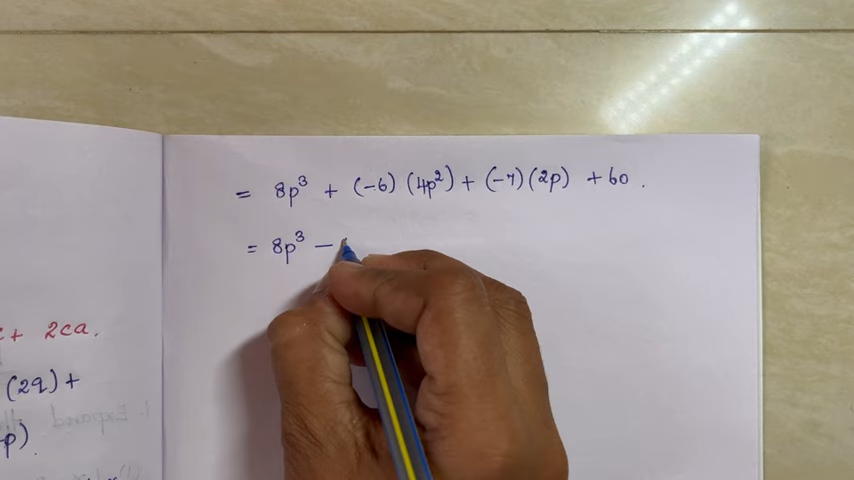 + 2ca.
(2q) +
p)
= 8p³ + (-6) (4p²) + (-7) (2p) + 60.
= 8p³ -